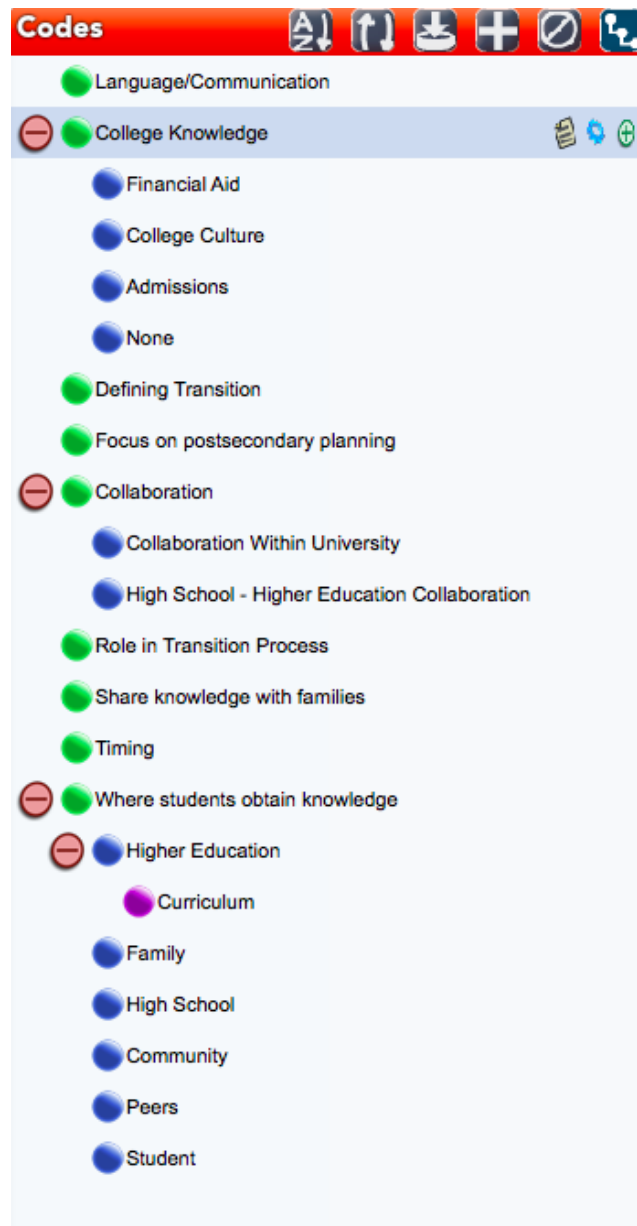 Codes
Language/Communication
College Knowledge
Financial Aid
College Culture
Admissions
None
Defining Transition
Focus on postsecondary planning
Collaboration
Collaboration Within University
High School - Higher Education Collaboration
Role in Transition Process
Share knowledge with families
Timing
Where students obtain knowledge
Higher Education
Curriculum
Family
High School
Community
Peers
Student